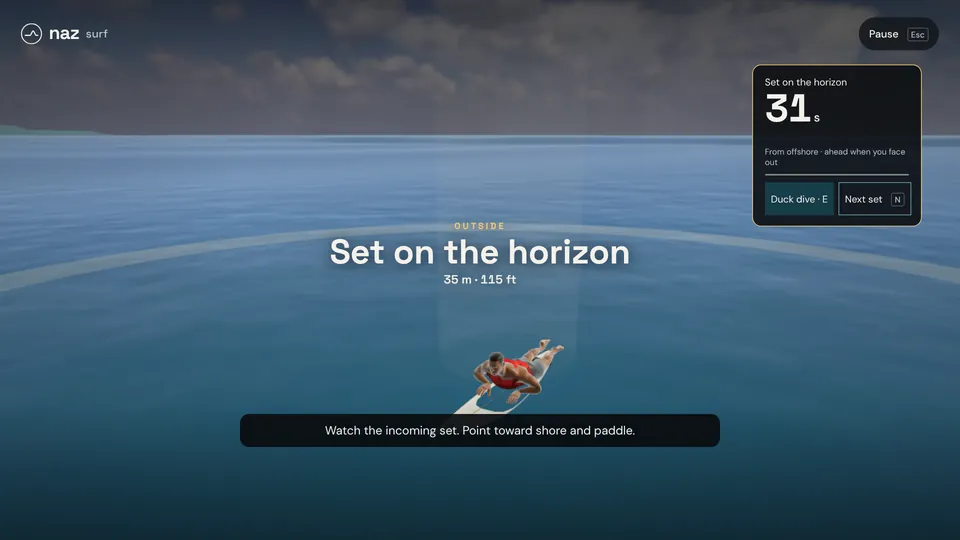 naz surf
Pause Esc
Set on the horizon
31 s
From offshore · ahead when you face
out
Duck dive · E
Next set N
OUTSIDE
Set on the horizon
35 m · 115 ft
Watch the incoming set. Point toward shore and paddle.